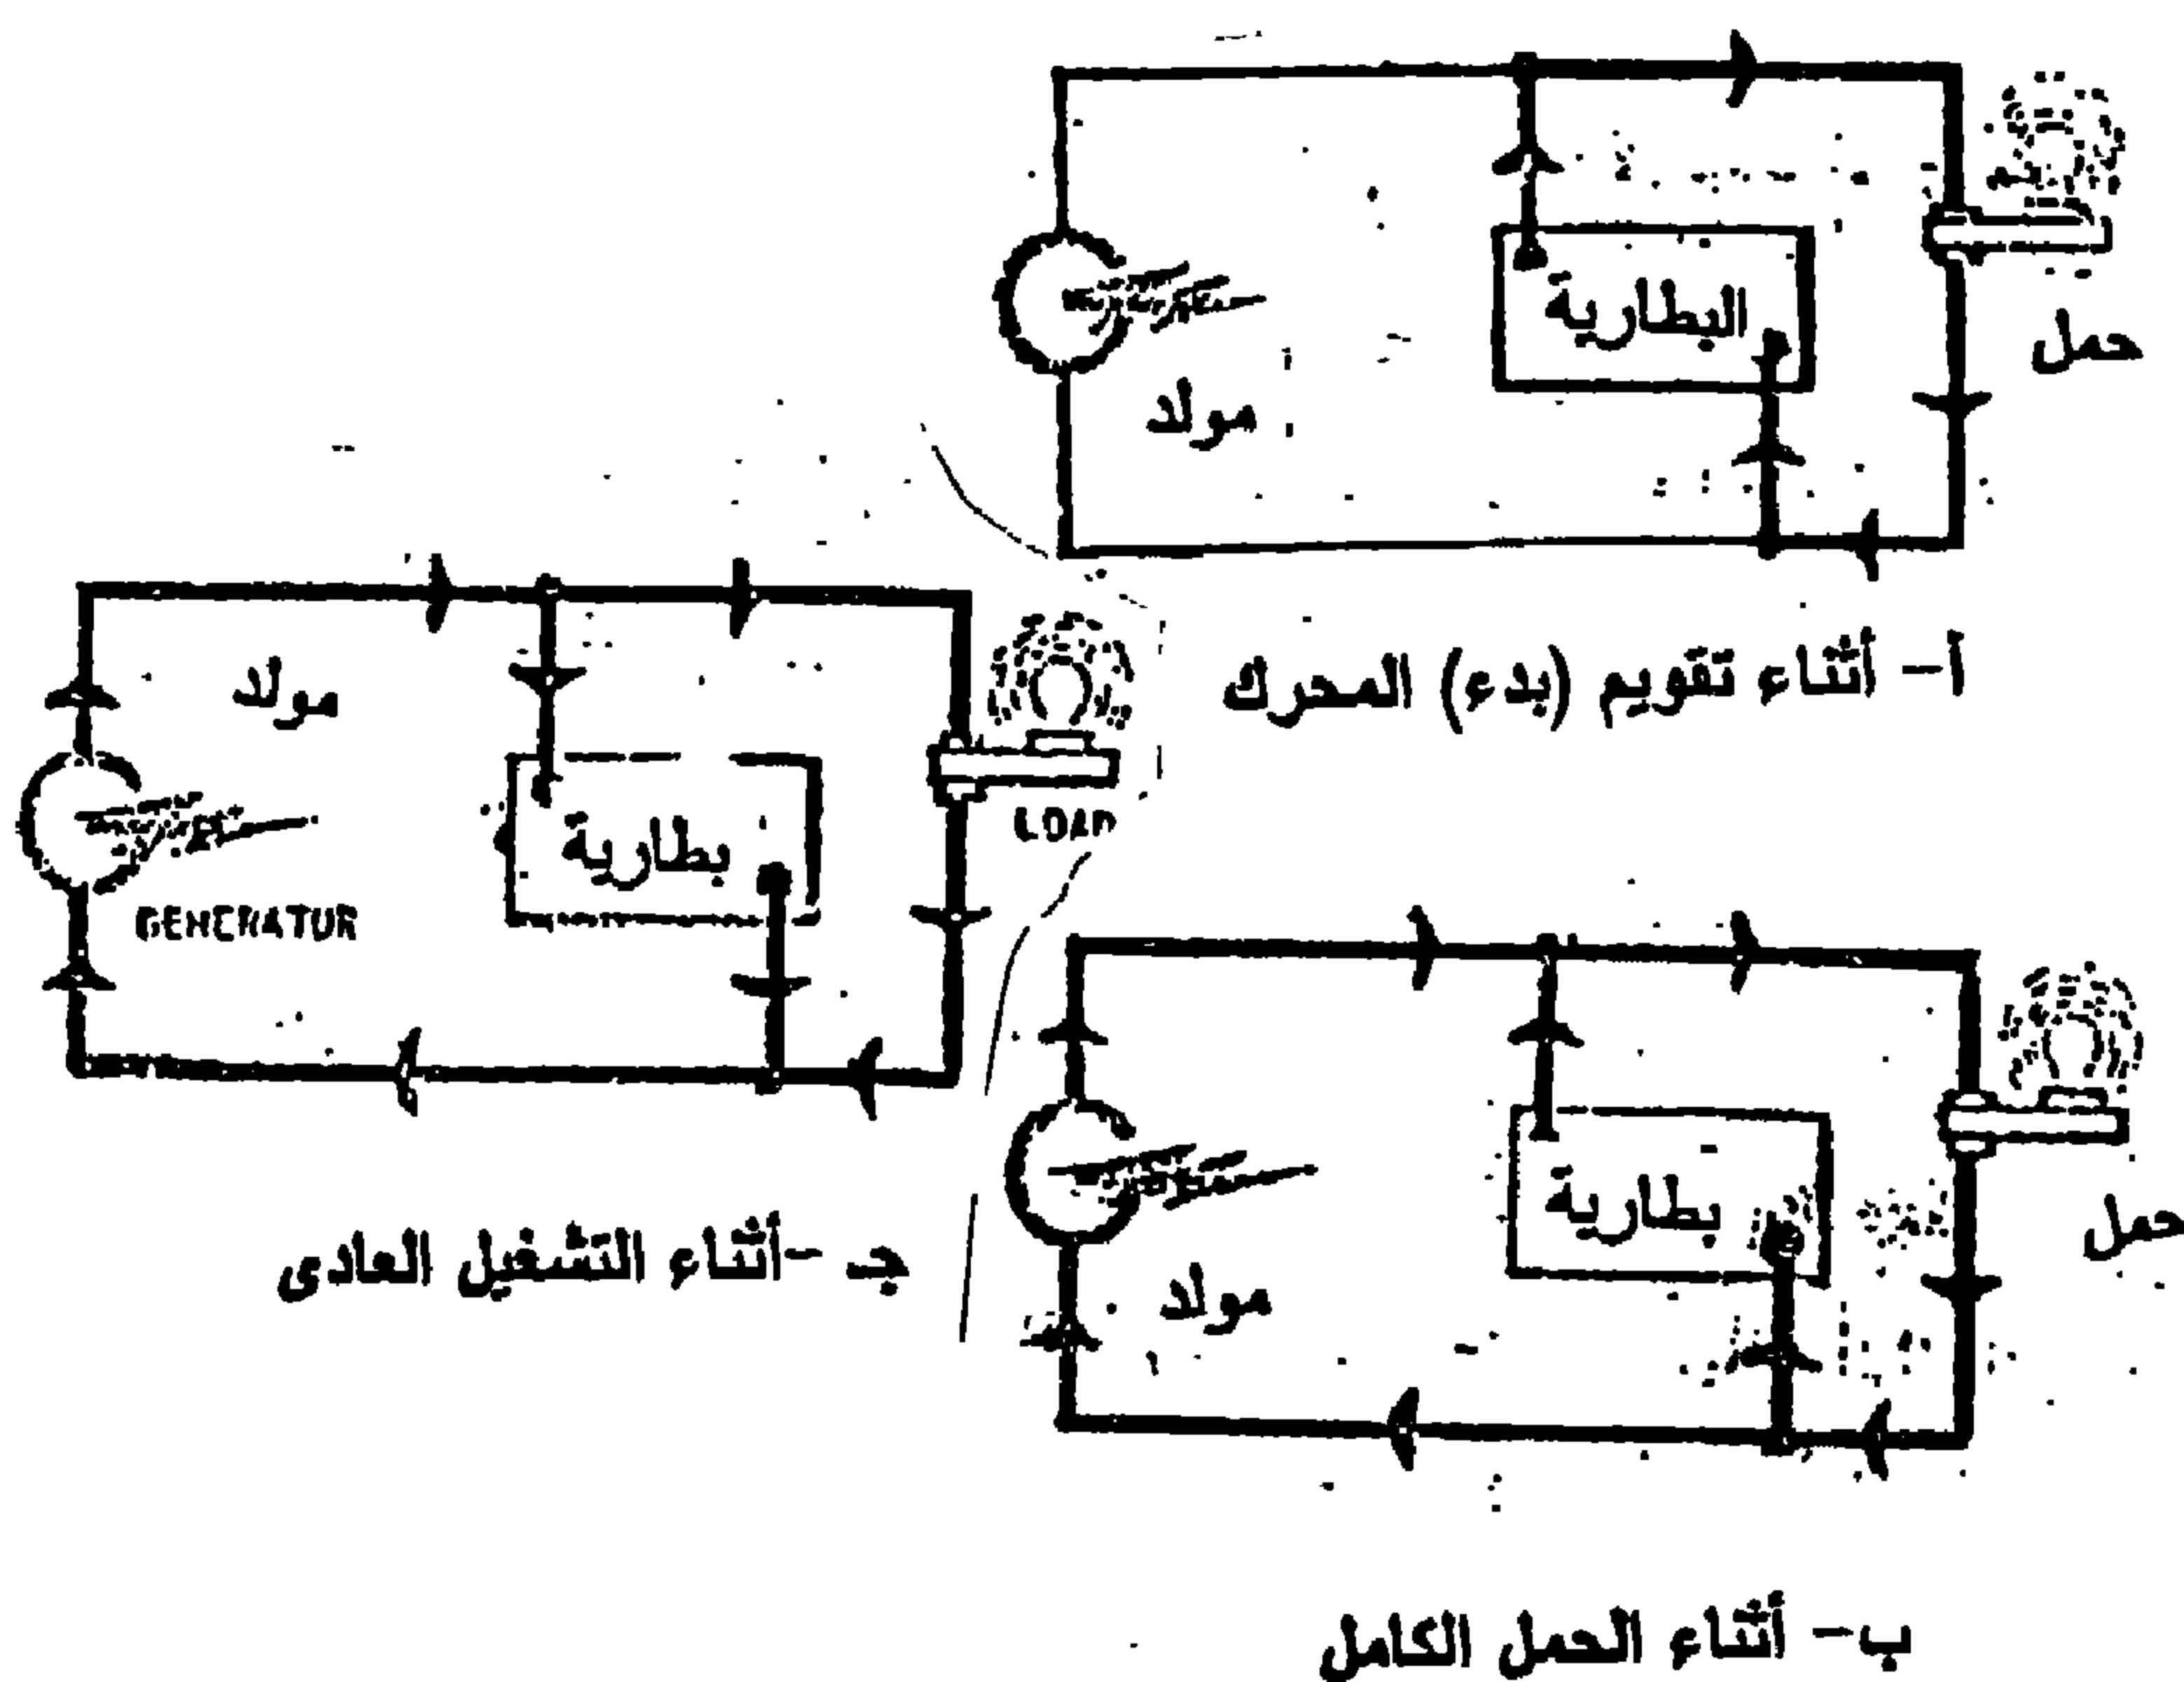 البطارية
حمل
مولد
أ- أثناء تقويم (بدء) المحرك
مولد
بطارية
LOAD
GENERATUR
جـ -أثناء التشغيل العادى
بطارية
حمل
مولد
ب- أثناء الحمل الكامل